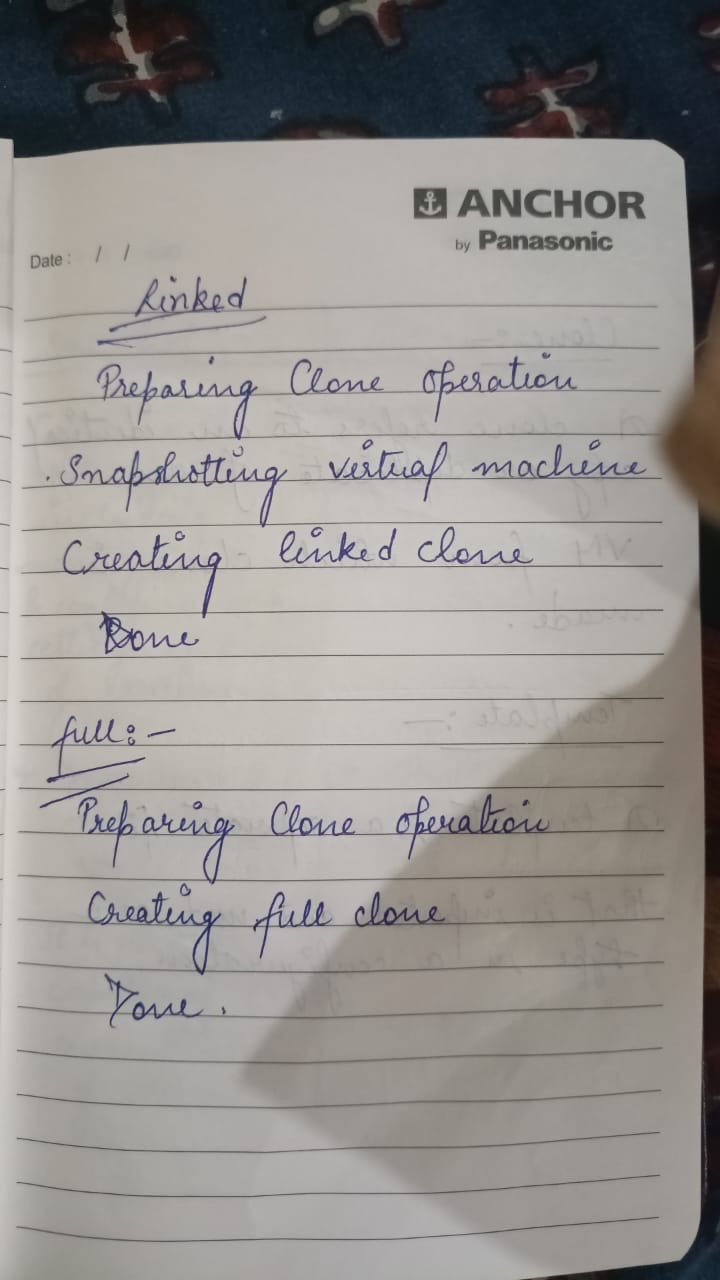 ANCHOR
by Panasonic
Date : / /
Linked
Preparing Clone operation
. Snapshotting virtual machine
Creating linked clone
Done
full:-
Preparing Clone operation
Creating full clone
Done.